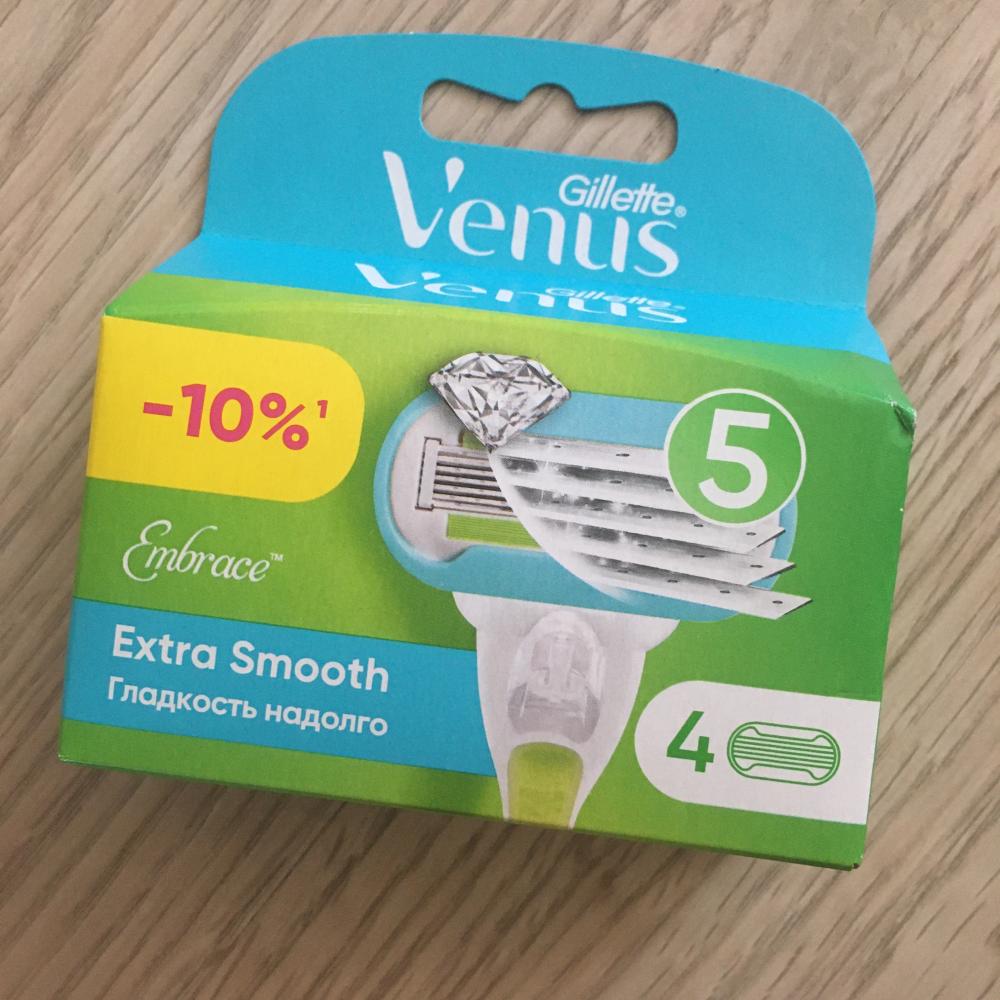 Gillette®
Venus
Gillette®
Venus
-10%¹
5
Embrace™
Extra Smooth
Гладкость надолго
4